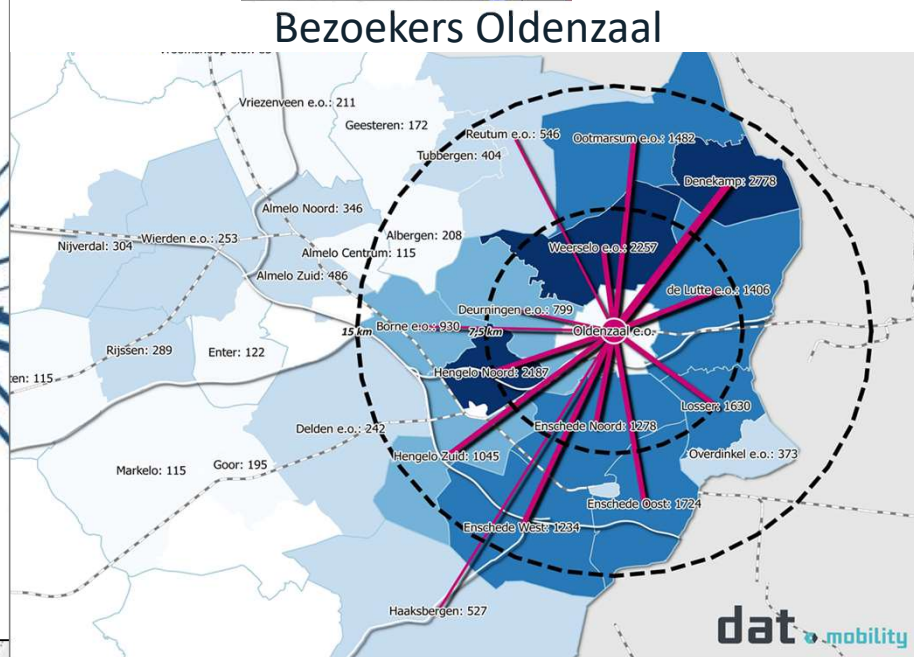 Bezoekers Oldenzaal
Vriezenveen e.o.: 211
Geesteren: 172
Reutum e.o.: 546
Ootmarsum e.o.: 1482
Tubbergen: 404
Denekamp: 2778
Almelo Noord: 346
Albergen: 208
Wierden e.o.: 253
Nijverdal: 304
Almelo Centrum: 115
Weerselo e.o.: 2257
Almelo Zuid: 486
de Lutte e.o.: 1406
Deurningen: 799
15 km
Borne e.o.: 930
7,5 km
Oldenzaal e.o.
Rijssen: 289
Enter: 122
Hengelo Noord: 2187
en: 115
Losser: 1630
Delden e.o.: 242
Enschede Noord: 1278
Hengelo Zuid: 1045
Overdinkel e.o.: 373
Markelo: 115
Goor: 195
Enschede Oost: 1724
Enschede West: 1234
Haaksbergen: 527
dat mobility